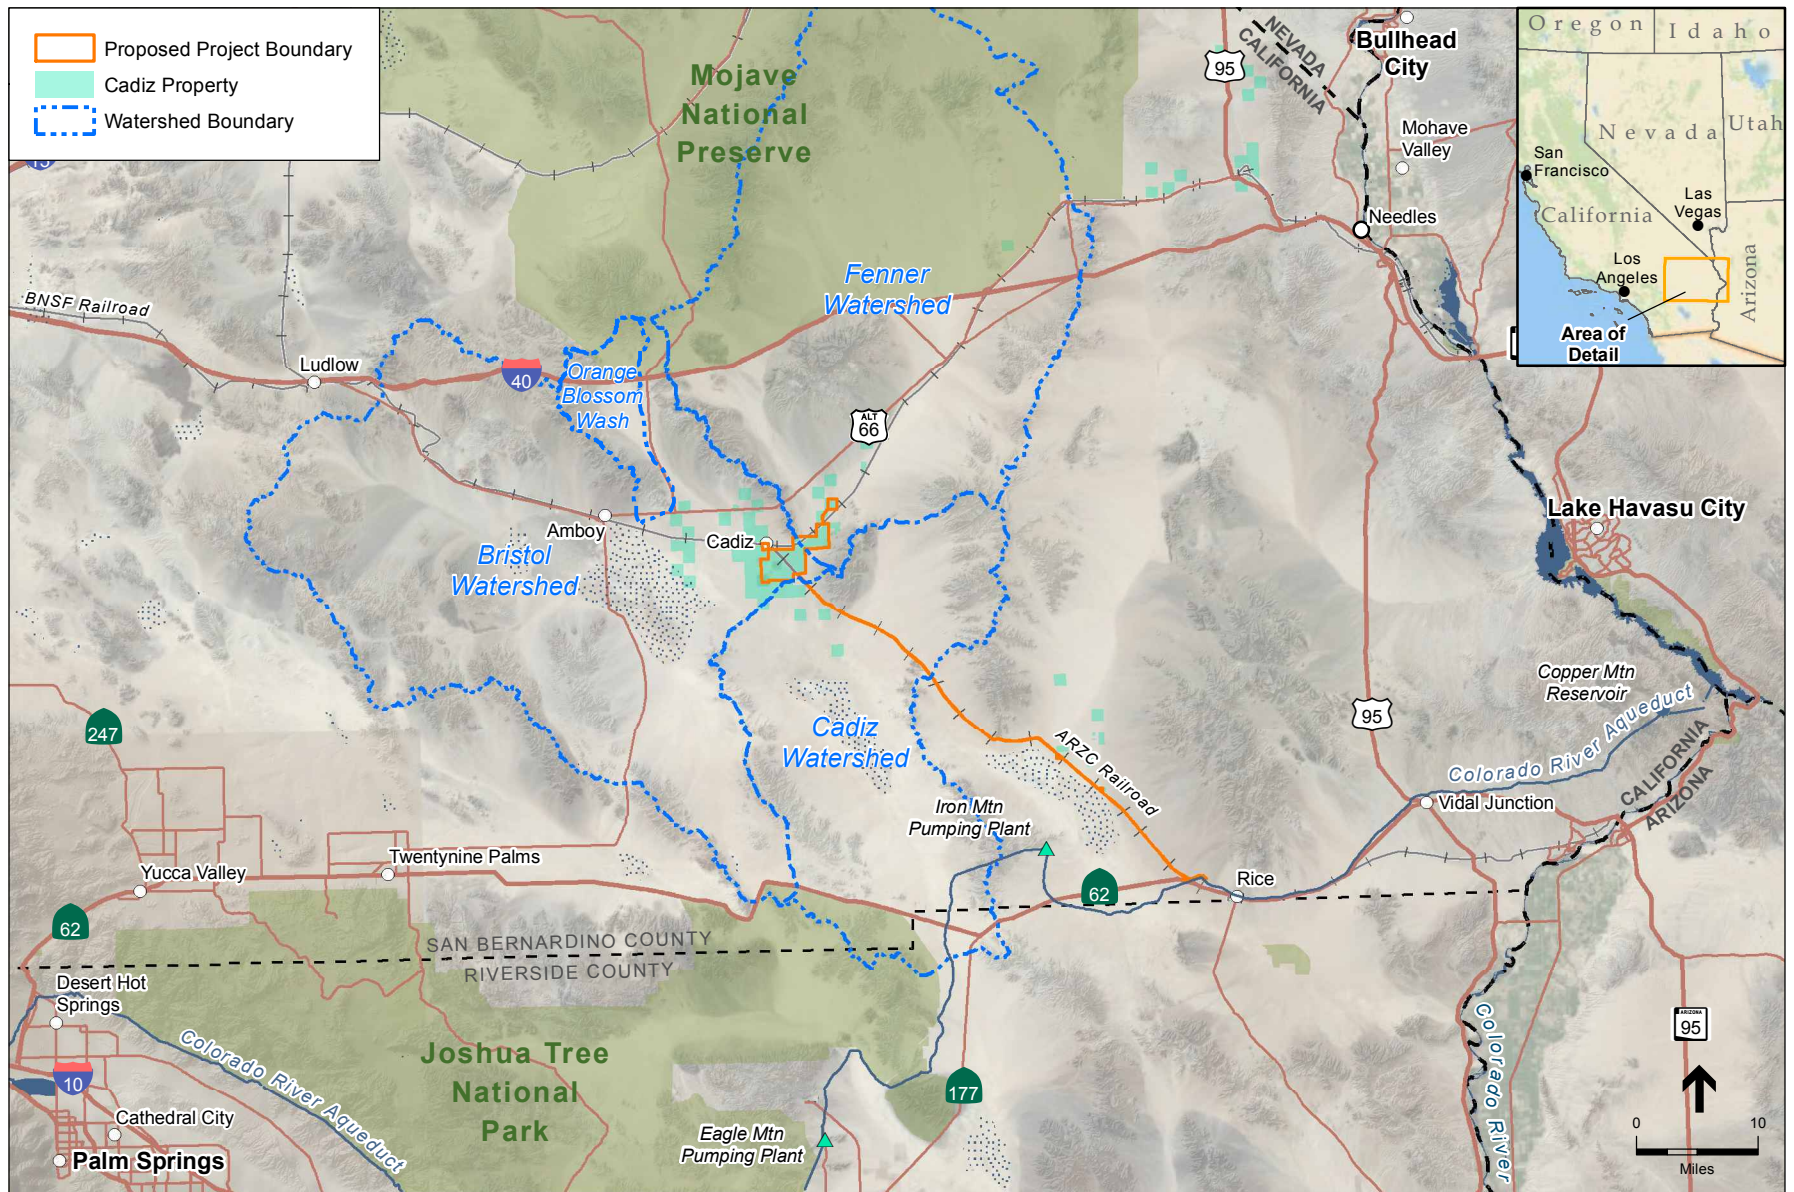 Proposed Project Boundary
Cadiz Property
Watershed Boundary
Mojave
National
Preserve
NEVADA
CALIFORNIA
95
Bullhead
City
Mohave
Valley
Needles
Oregon
Idaho
Nevada
Utah
San
Francisco
California
Las
Vegas
Los
Angeles
Arizona
Area of
Detail
BNSF Railroad
Ludlow
40
Orange
Blossom
Wash
Fenner
Watershed
ALT
66
Amboy
Cadiz
Bristol
Watershed
Lake Havasu City
Copper Mtn
Reservoir
Colorado River Aqueduct
CALIFORNIA
ARIZONA
95
247
Cadiz
Watershed
ARZC Railroad
Iron Mtn
Pumping Plant
Vidal Junction
Twentynine Palms
Yucca Valley
62
62
Rice
SAN BERNARDINO COUNTY
RIVERSIDE COUNTY
Desert Hot
Springs
Colorado River Aqueduct
10
Cathedral City
Palm Springs
Joshua Tree
National
Park
177
Eagle Mtn
Pumping Plant
Colorado River
ARIZONA
95
0 10
Miles